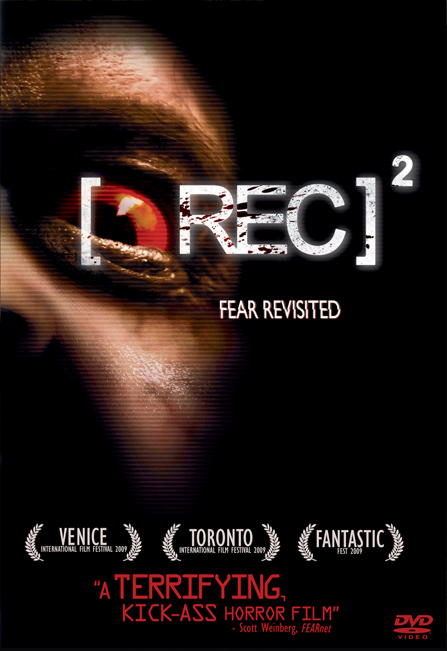 [ REC ]²
FEAR REVISITED
VENICE
INTERNATIONAL FILM FESTIVAL 2009
TORONTO
INTERNATIONAL FILM FESTIVAL 2009
FANTASTIC
FEST 2009
"A TERRIFYING,
KICK-ASS HORROR FILM"
- Scott Weinberg, FEARnet
DVD
VIDEO